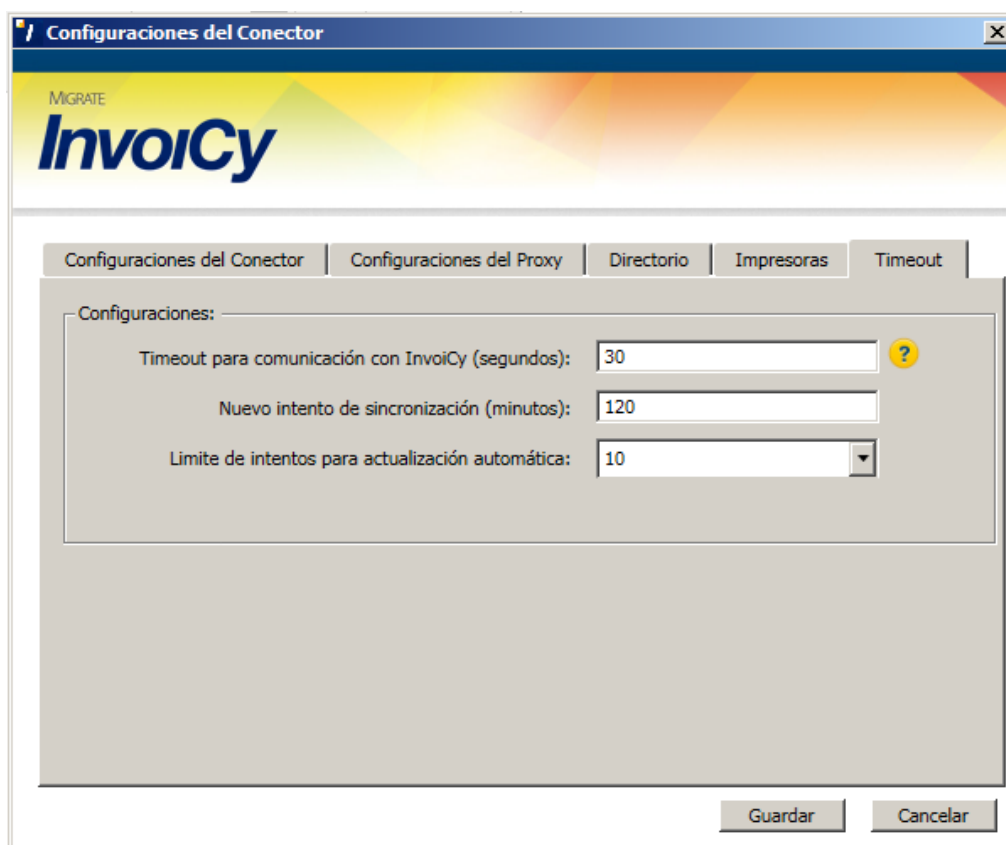 Configuraciones del Conector
MIGRATE
InvoiCy
Configuraciones del Conector Configuraciones del Proxy Directorio Impresoras Timeout
Configuraciones:
Timeout para comunicación con InvoiCy (segundos): 30 ?
Nuevo intento de sincronización (minutos): 120
Limite de intentos para actualización automática: 10
Guardar Cancelar